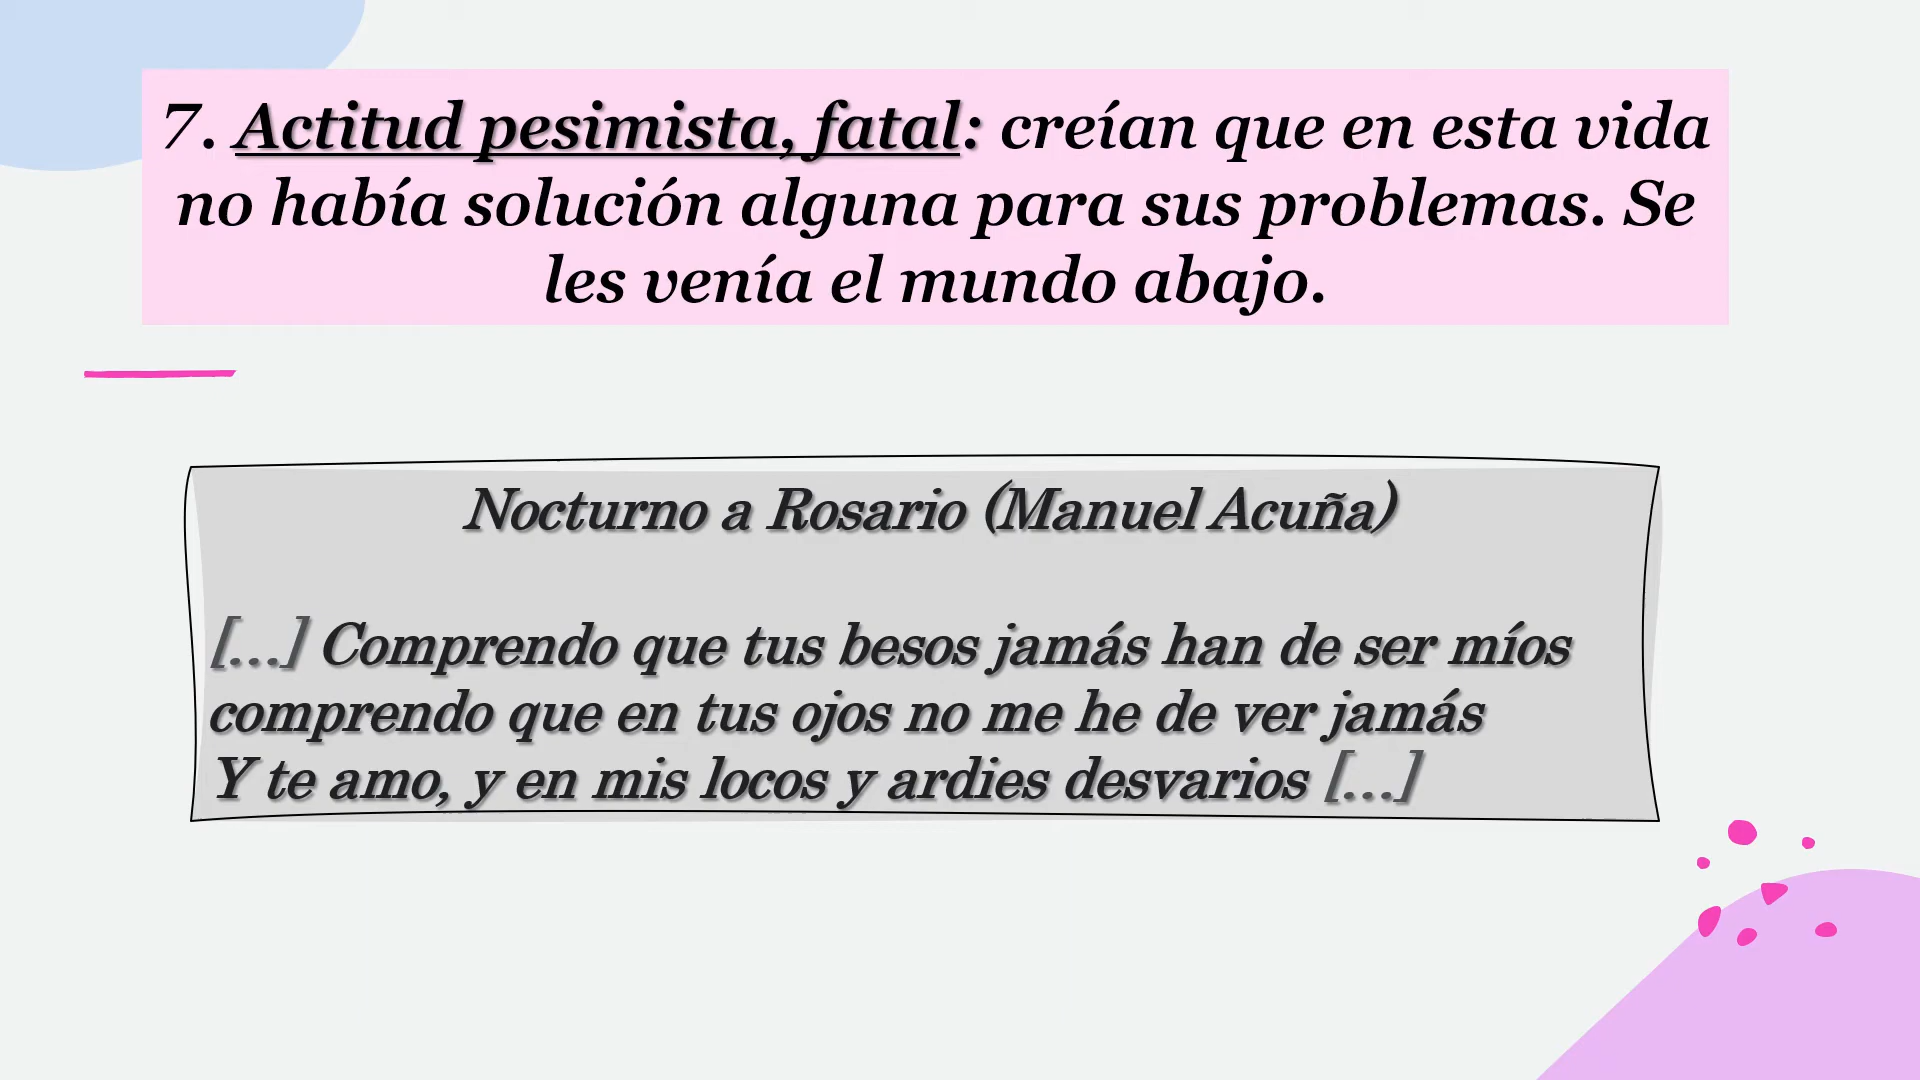 7. Actitud pesimista, fatal: creían que en esta vida
no había solución alguna para sus problemas. Se
les venía el mundo abajo.
Nocturno a Rosario (Manuel Acuña)
[...] Comprendo que tus besos jamás han de ser míos
comprendo que en tus ojos no me he de ver jamás
Y te amo, y en mis locos y ardies desvarios [...]